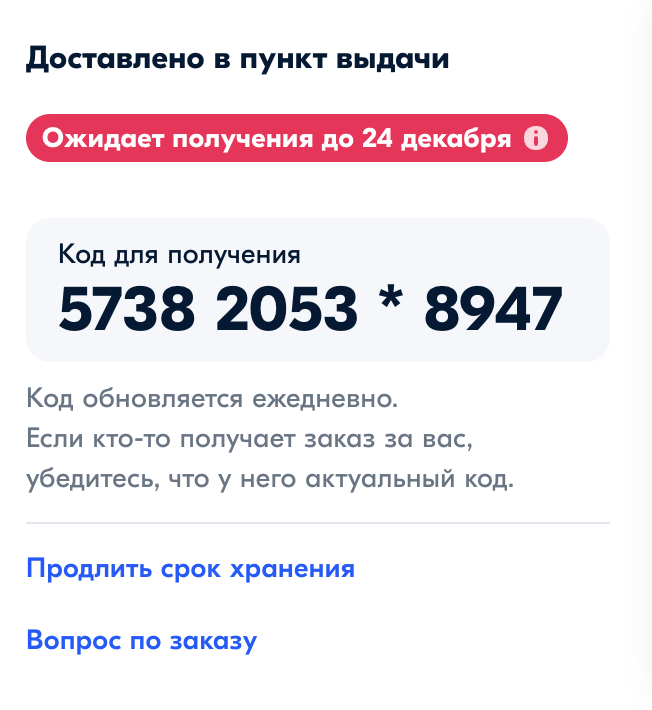 Доставлено в пункт выдачи
Ожидает получения до 24 декабря
Код для получения
5738 2053 * 8947
Код обновляется ежедневно.
Если кто-то получает заказ за вас,
убедитесь, что у него актуальный код.
Продлить срок хранения
Вопрос по заказу